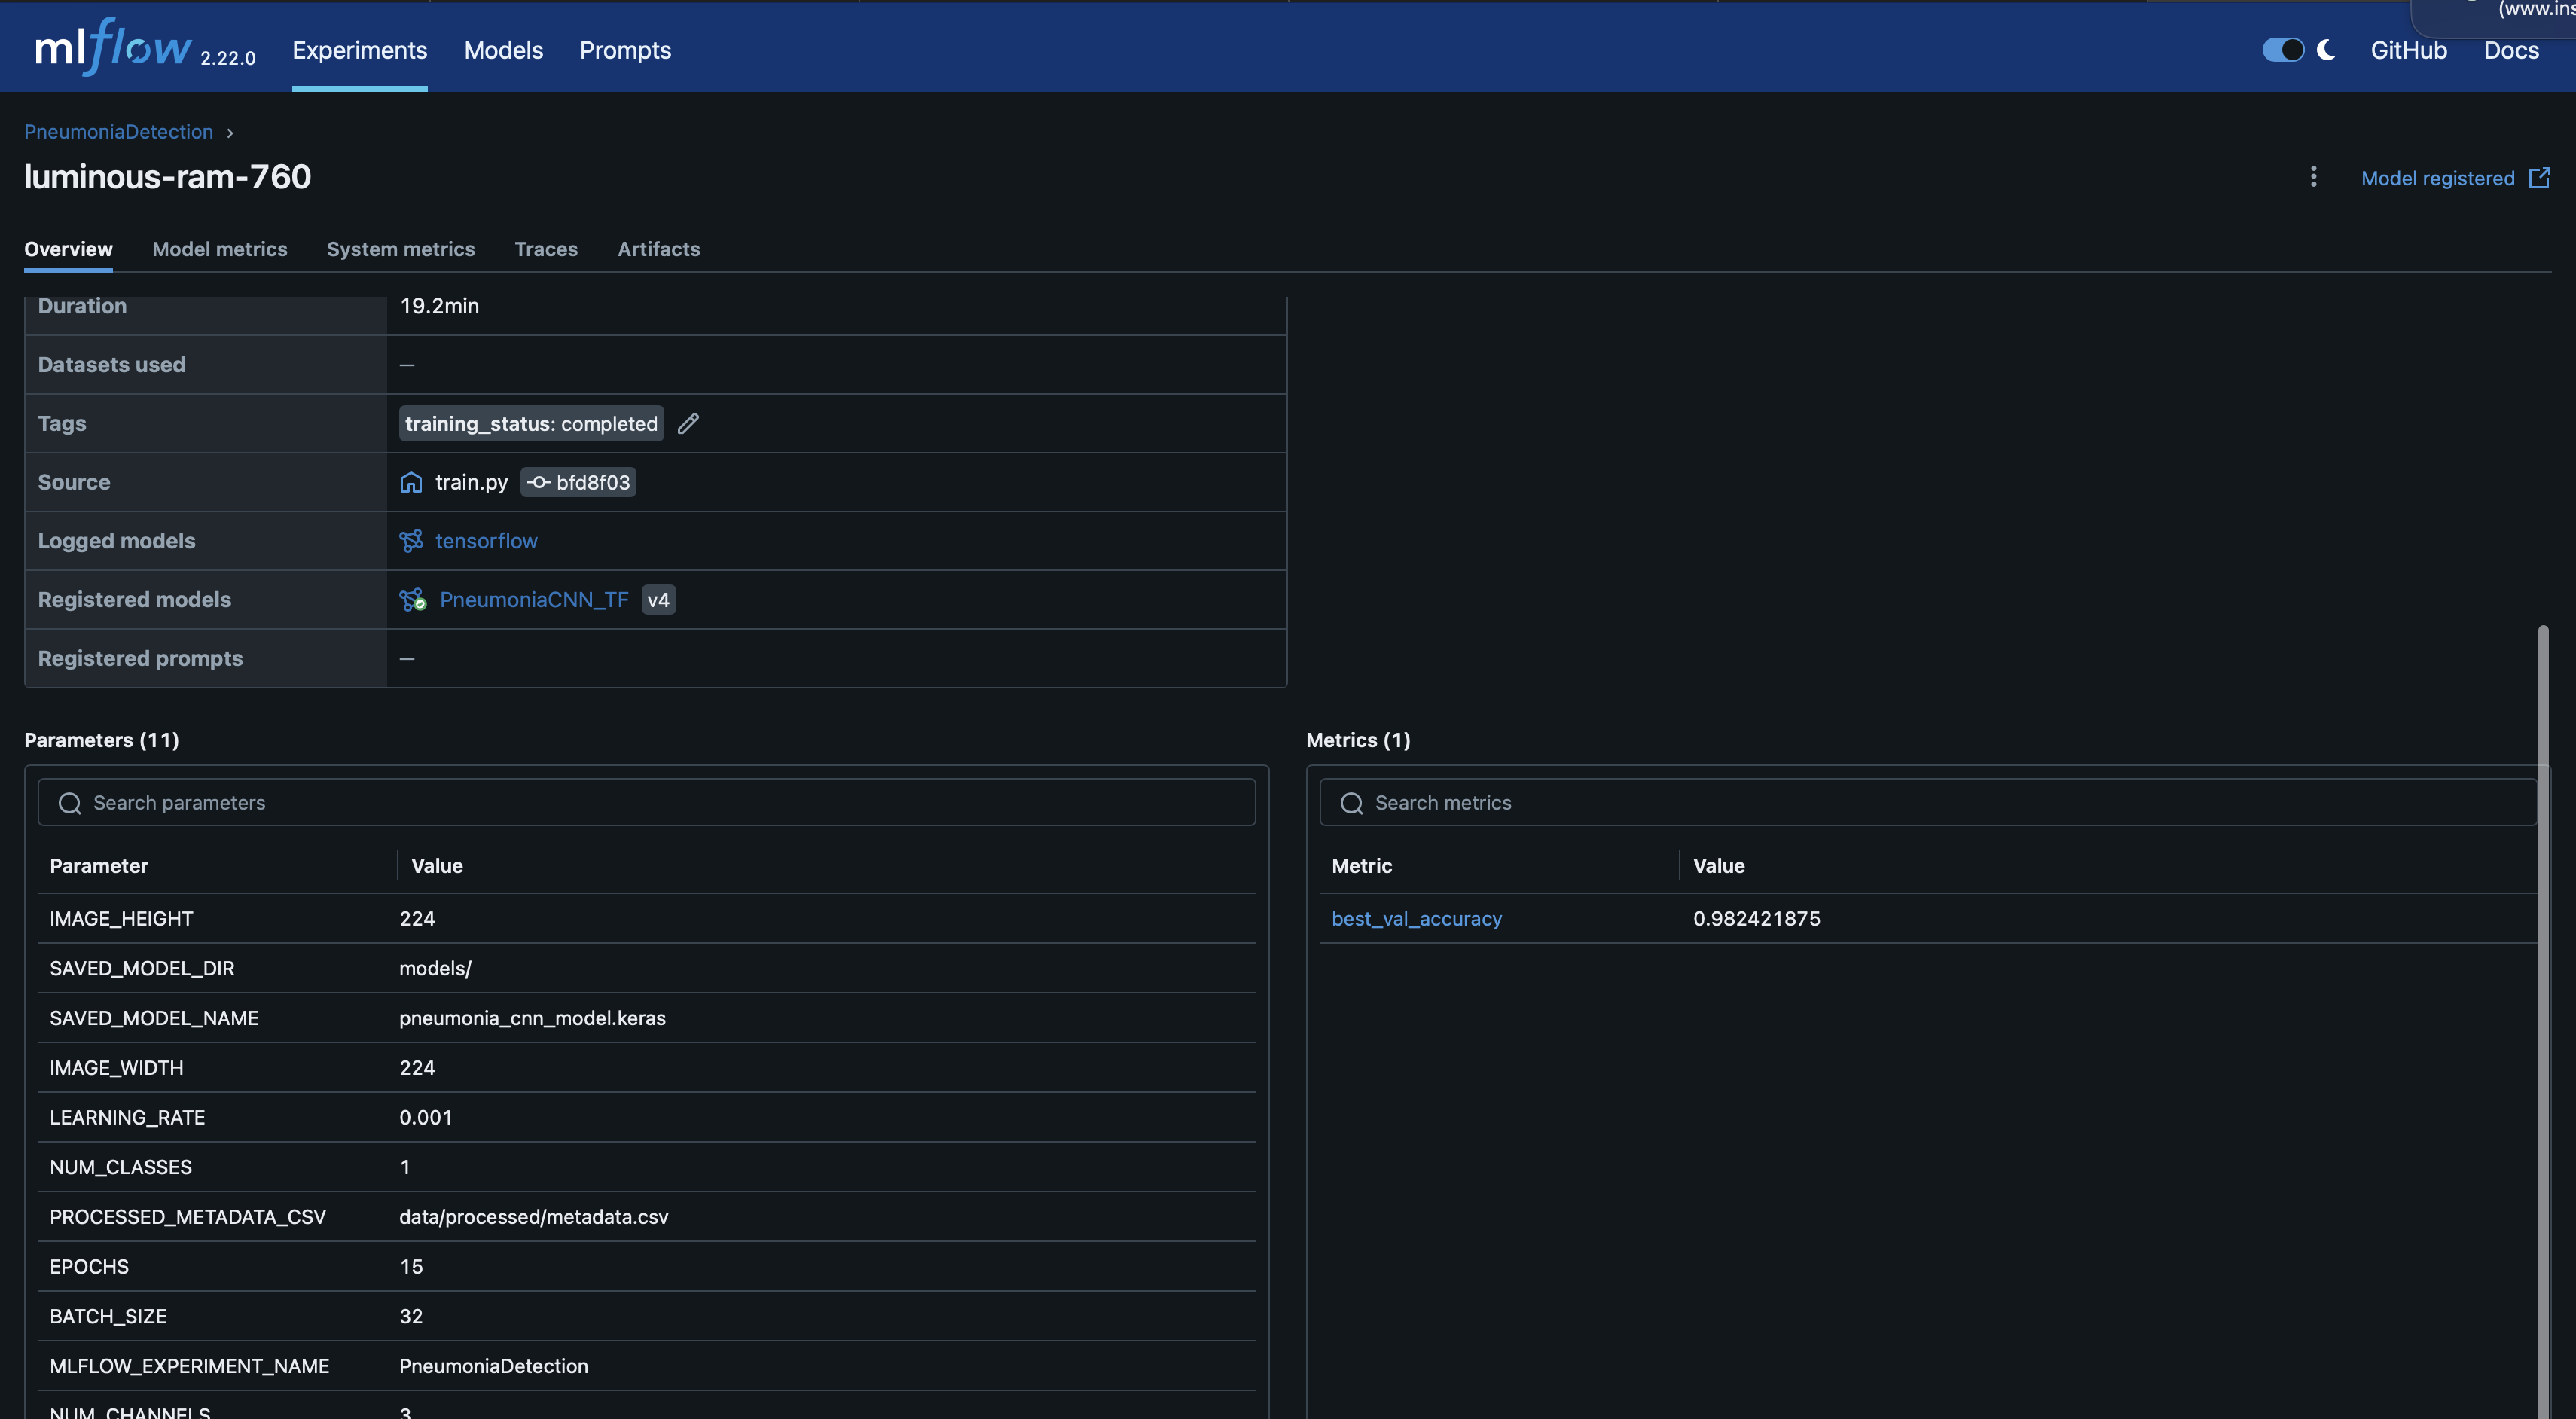 (www.ins
mlflow 2.22.0 Experiments Models Prompts GitHub Docs
PneumoniaDetection ›
luminous-ram-760
Model registered
Overview Model metrics System metrics Traces Artifacts
Duration 19.2min
Datasets used —
Tags training_status: completed
Source train.py bfd8f03
Logged models tensorflow
Registered models PneumoniaCNN_TF v4
Registered prompts —
Parameters (11)
Search parameters
Parameter Value
IMAGE_HEIGHT 224
SAVED_MODEL_DIR models/
SAVED_MODEL_NAME pneumonia_cnn_model.keras
IMAGE_WIDTH 224
LEARNING_RATE 0.001
NUM_CLASSES 1
PROCESSED_METADATA_CSV data/processed/metadata.csv
EPOCHS 15
BATCH_SIZE 32
MLFLOW_EXPERIMENT_NAME PneumoniaDetection
NUM_CHANNELS 3
Metrics (1)
Search metrics
Metric Value
best_val_accuracy 0.982421875